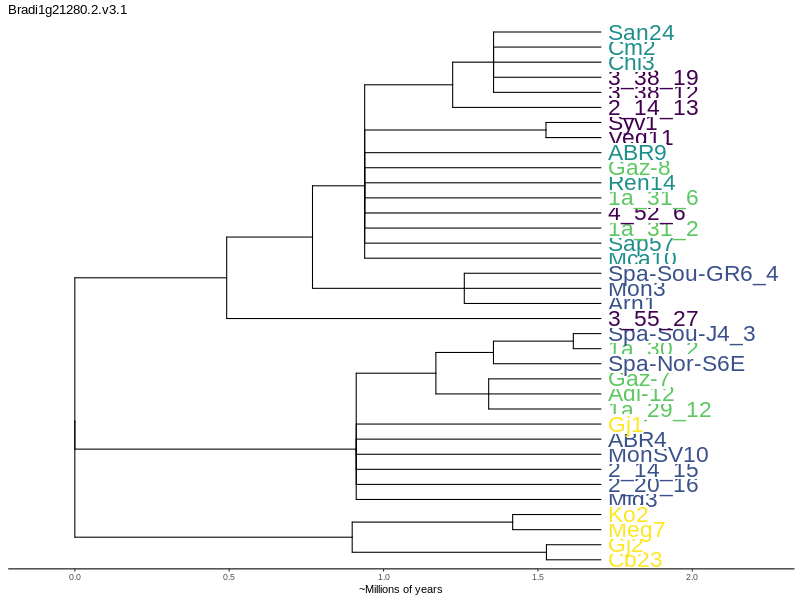 Bradi1g21280.2.v3.1
San24
Cm2
Chi3
3_38_19
3_38_12
2_14_13
Syv1
Veg11
ABR9
Gaz-8
Ren14
1a_31_6
4_52_6
1a_31_2
Sap57
Mca10
Spa-Sou-GR6_4
Mon3
Arn1
3_55_27
Spa-Sou-J4_3
1a_30_2
Spa-Nor-S6E
Gaz-7
Adi-12
1a_29_12
Gj1
ABR4
MonSV10
2_14_15
2_20_16
Mig3
Ko2
Meg7
Gj2
Cb23
0.0 0.5 1.0 1.5 2.0
~Millions of years